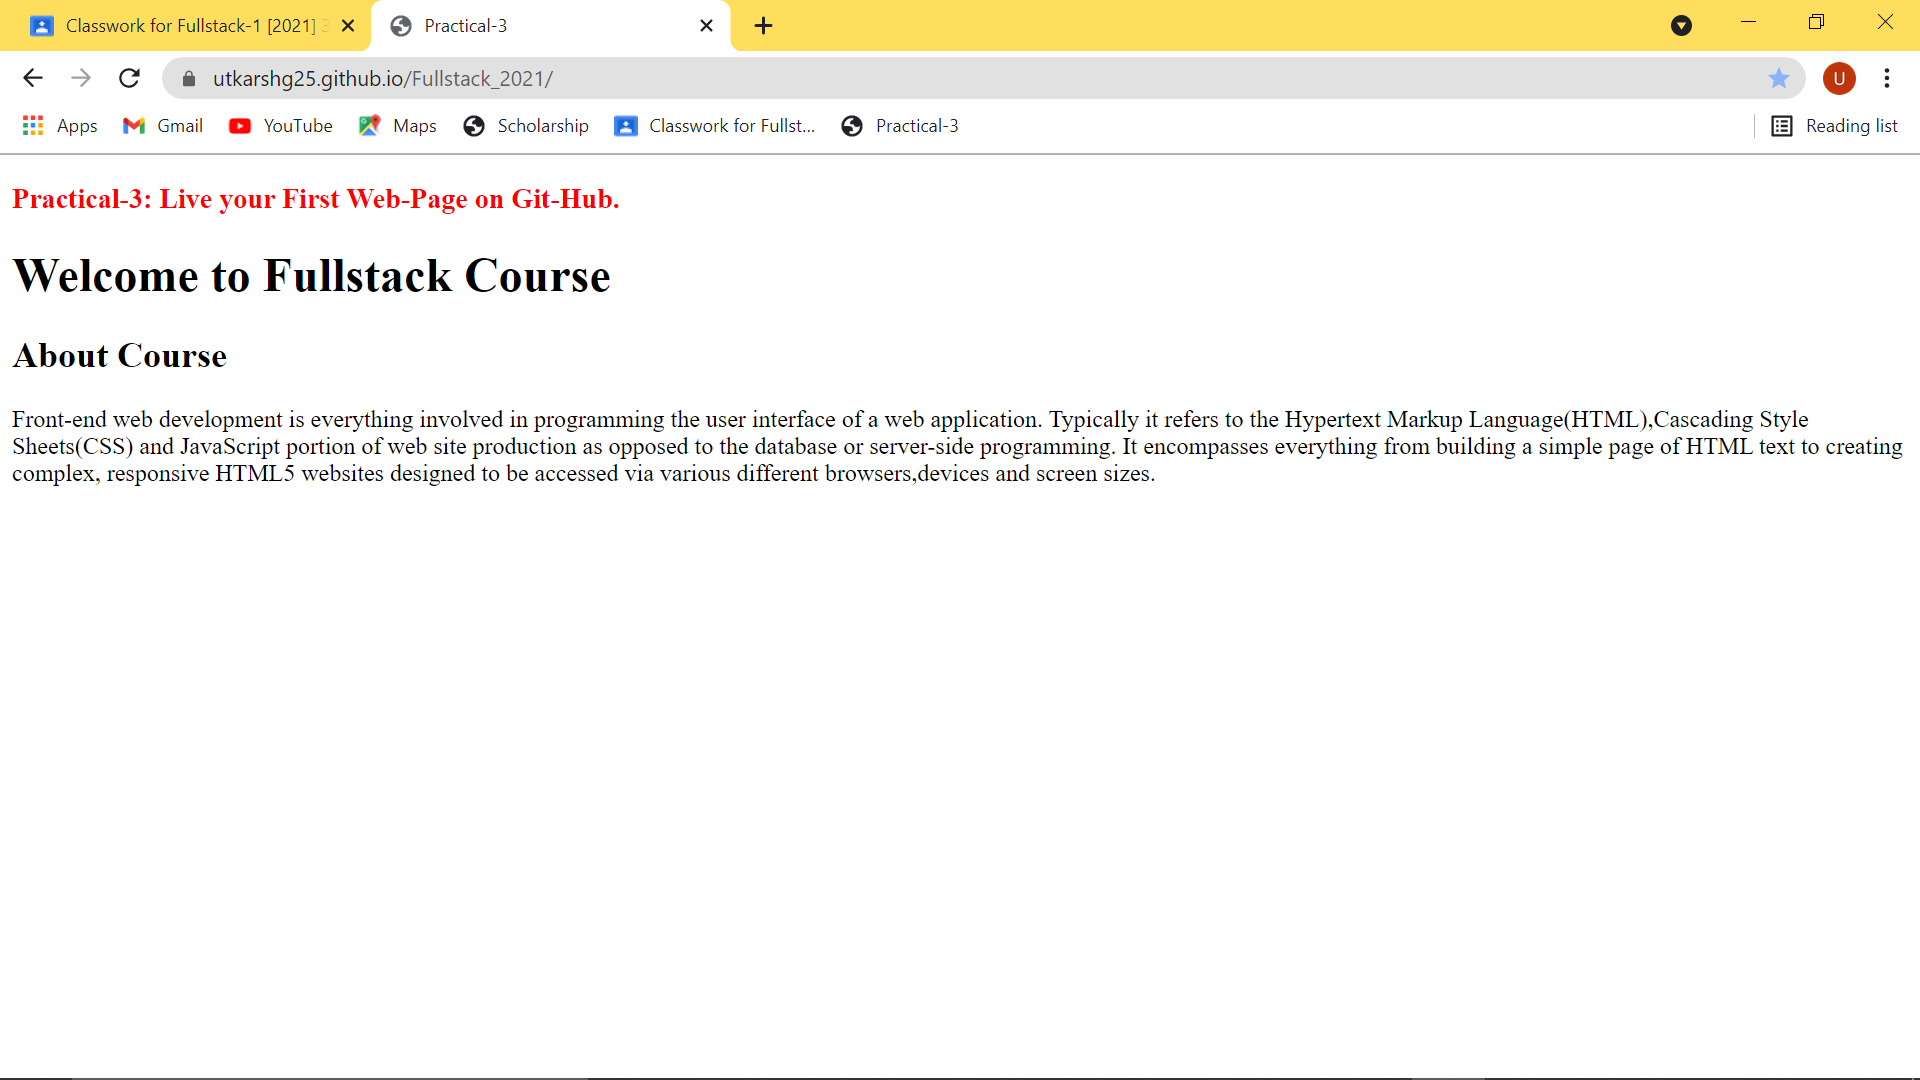 Classwork for Fullstack-1 [2021]
Practical-3
utkarshg25.github.io/Fullstack_2021/
U
Apps
Gmail
YouTube
Maps
Scholarship
Classwork for Fullst...
Practical-3
Reading list
Practical-3: Live your First Web-Page on Git-Hub.
Welcome to Fullstack Course
About Course
Front-end web development is everything involved in programming the user interface of a web application. Typically it refers to the Hypertext Markup Language(HTML),Cascading Style
Sheets(CSS) and JavaScript portion of web site production as opposed to the database or server-side programming. It encompasses everything from building a simple page of HTML text to creating
complex, responsive HTML5 websites designed to be accessed via various different browsers,devices and screen sizes.